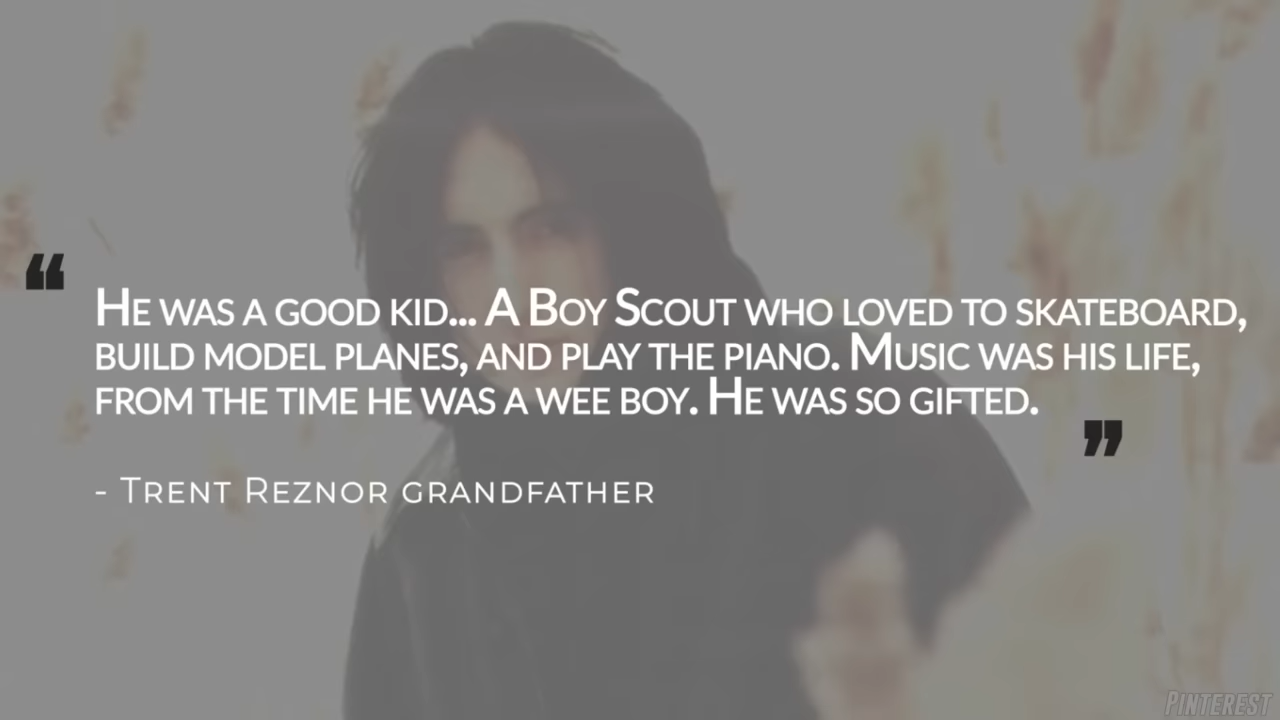 “
He was a good kid... A Boy Scout who loved to skateboard,
build model planes, and play the piano. Music was his life,
from the time he was a wee boy. He was so gifted.
”
- Trent Reznor grandfather
Pinterest